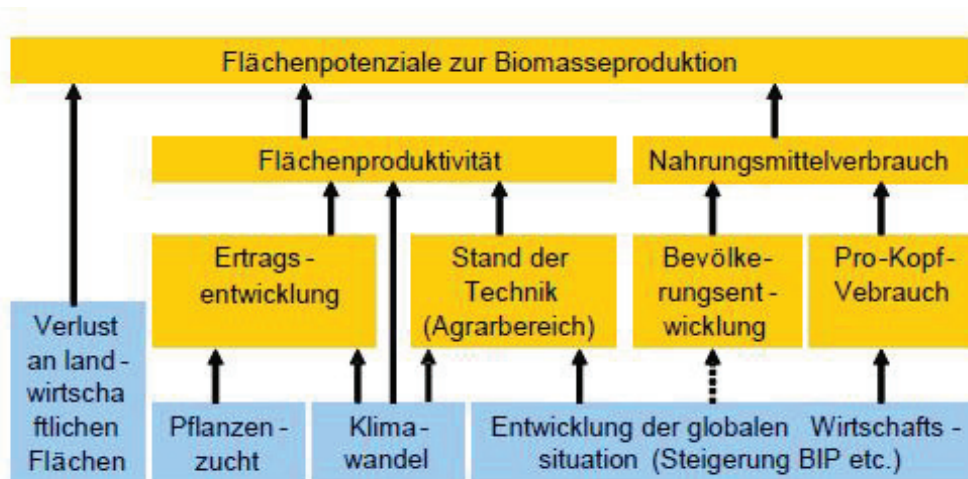 Flächenpotenziale zur Biomasseproduktion
Flächenproduktivität
Nahrungsmittelverbrauch
Ertrags-
entwicklung
Stand der
Technik
(Agrarbereich)
Bevölke-
rungsent-
wicklung
Pro-Kopf-
Vebrauch
Verlust
an land-
wirtscha
ftlichen
Flächen
Pflanzen-
zucht
Klima-
wandel
Entwicklung der globalen Wirtschafts-
situation (Steigerung BIP etc.)